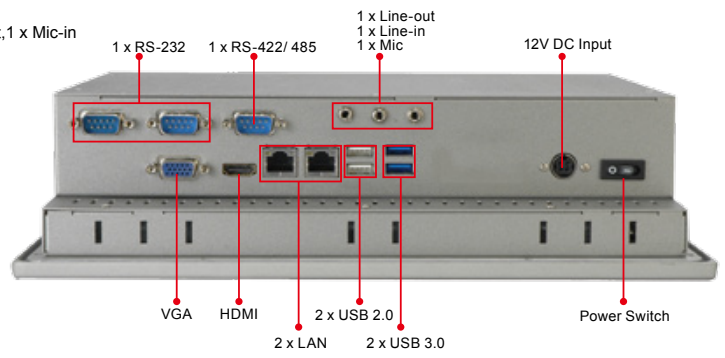 1 x Line-out
1 x Line-in
1 x Mic
,1 x Mic-in
1 x RS-232
1 x RS-422/ 485
12V DC Input
VGA
HDMI
2 x USB 2.0
Power Switch
2 x LAN
2 x USB 3.0